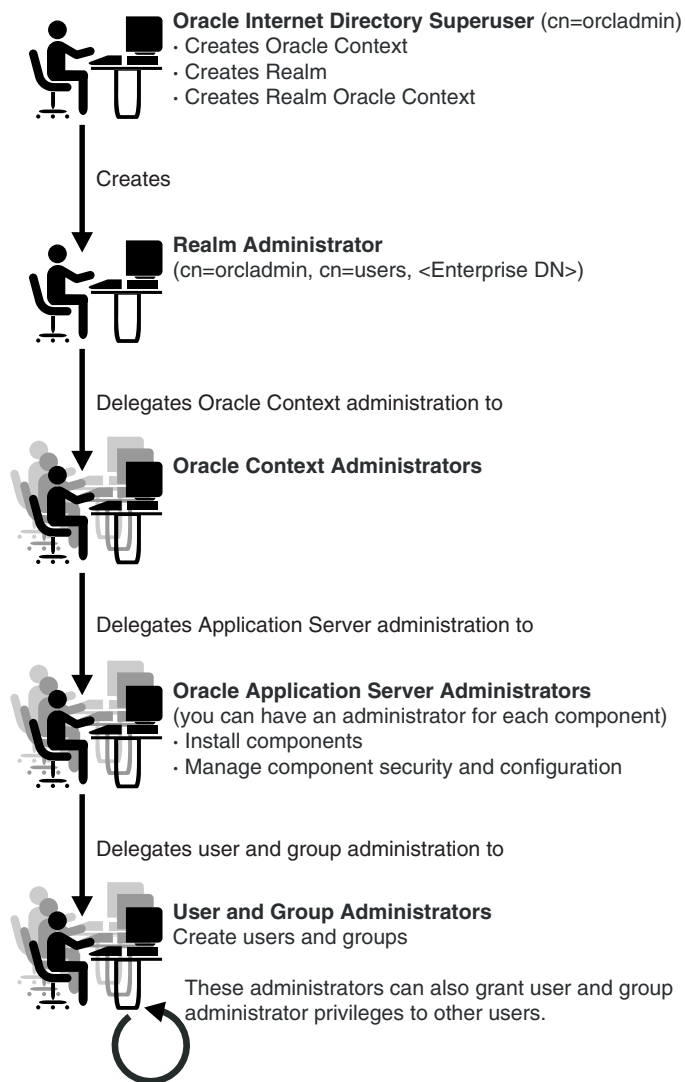 Oracle Internet Directory Superuser (cn=orcladmin)
· Creates Oracle Context
· Creates Realm
· Creates Realm Oracle Context
Creates
Realm Administrator
(cn=orcladmin, cn=users, <Enterprise DN>)
Delegates Oracle Context administration to
Oracle Context Administrators
Delegates Application Server administration to
Oracle Application Server Administrators
(you can have an administrator for each component)
· Install components
· Manage component security and configuration
Delegates user and group administration to
User and Group Administrators
Create users and groups
These administrators can also grant user and group
administrator privileges to other users.